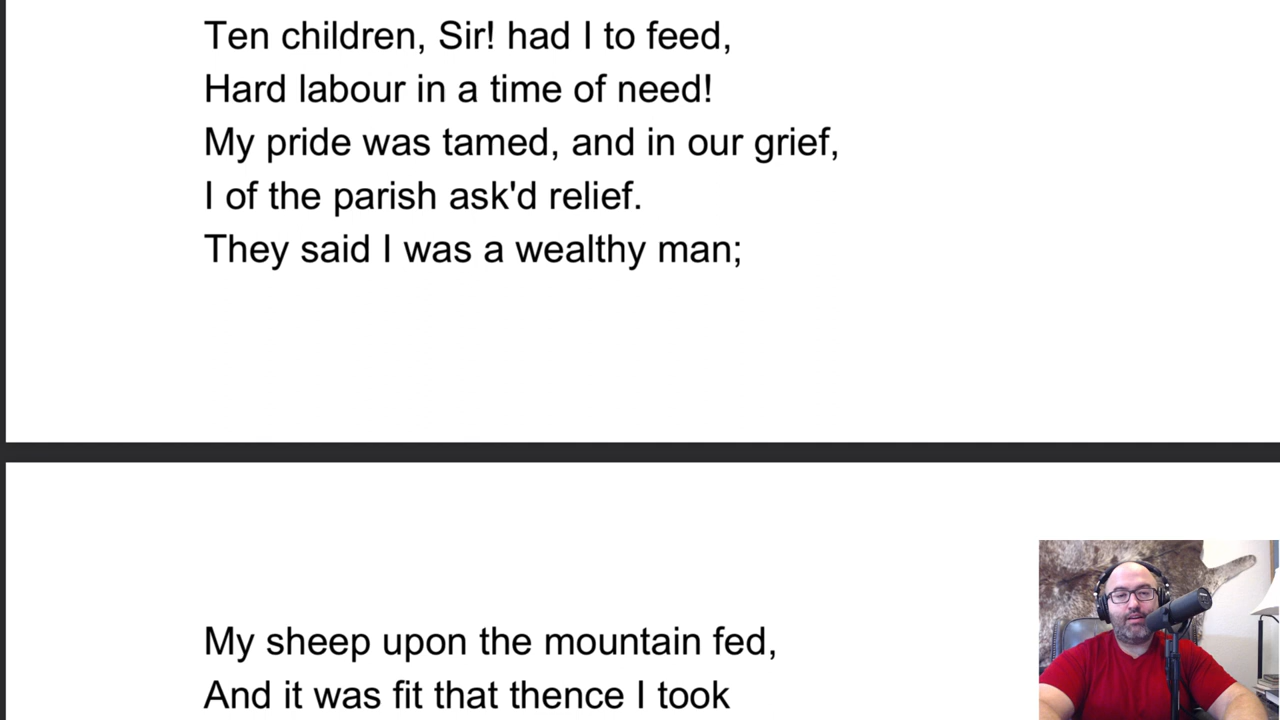 Ten children, Sir! had I to feed,
Hard labour in a time of need!
My pride was tamed, and in our grief,
I of the parish ask'd relief.
They said I was a wealthy man;
My sheep upon the mountain fed,
And it was fit that thence I took